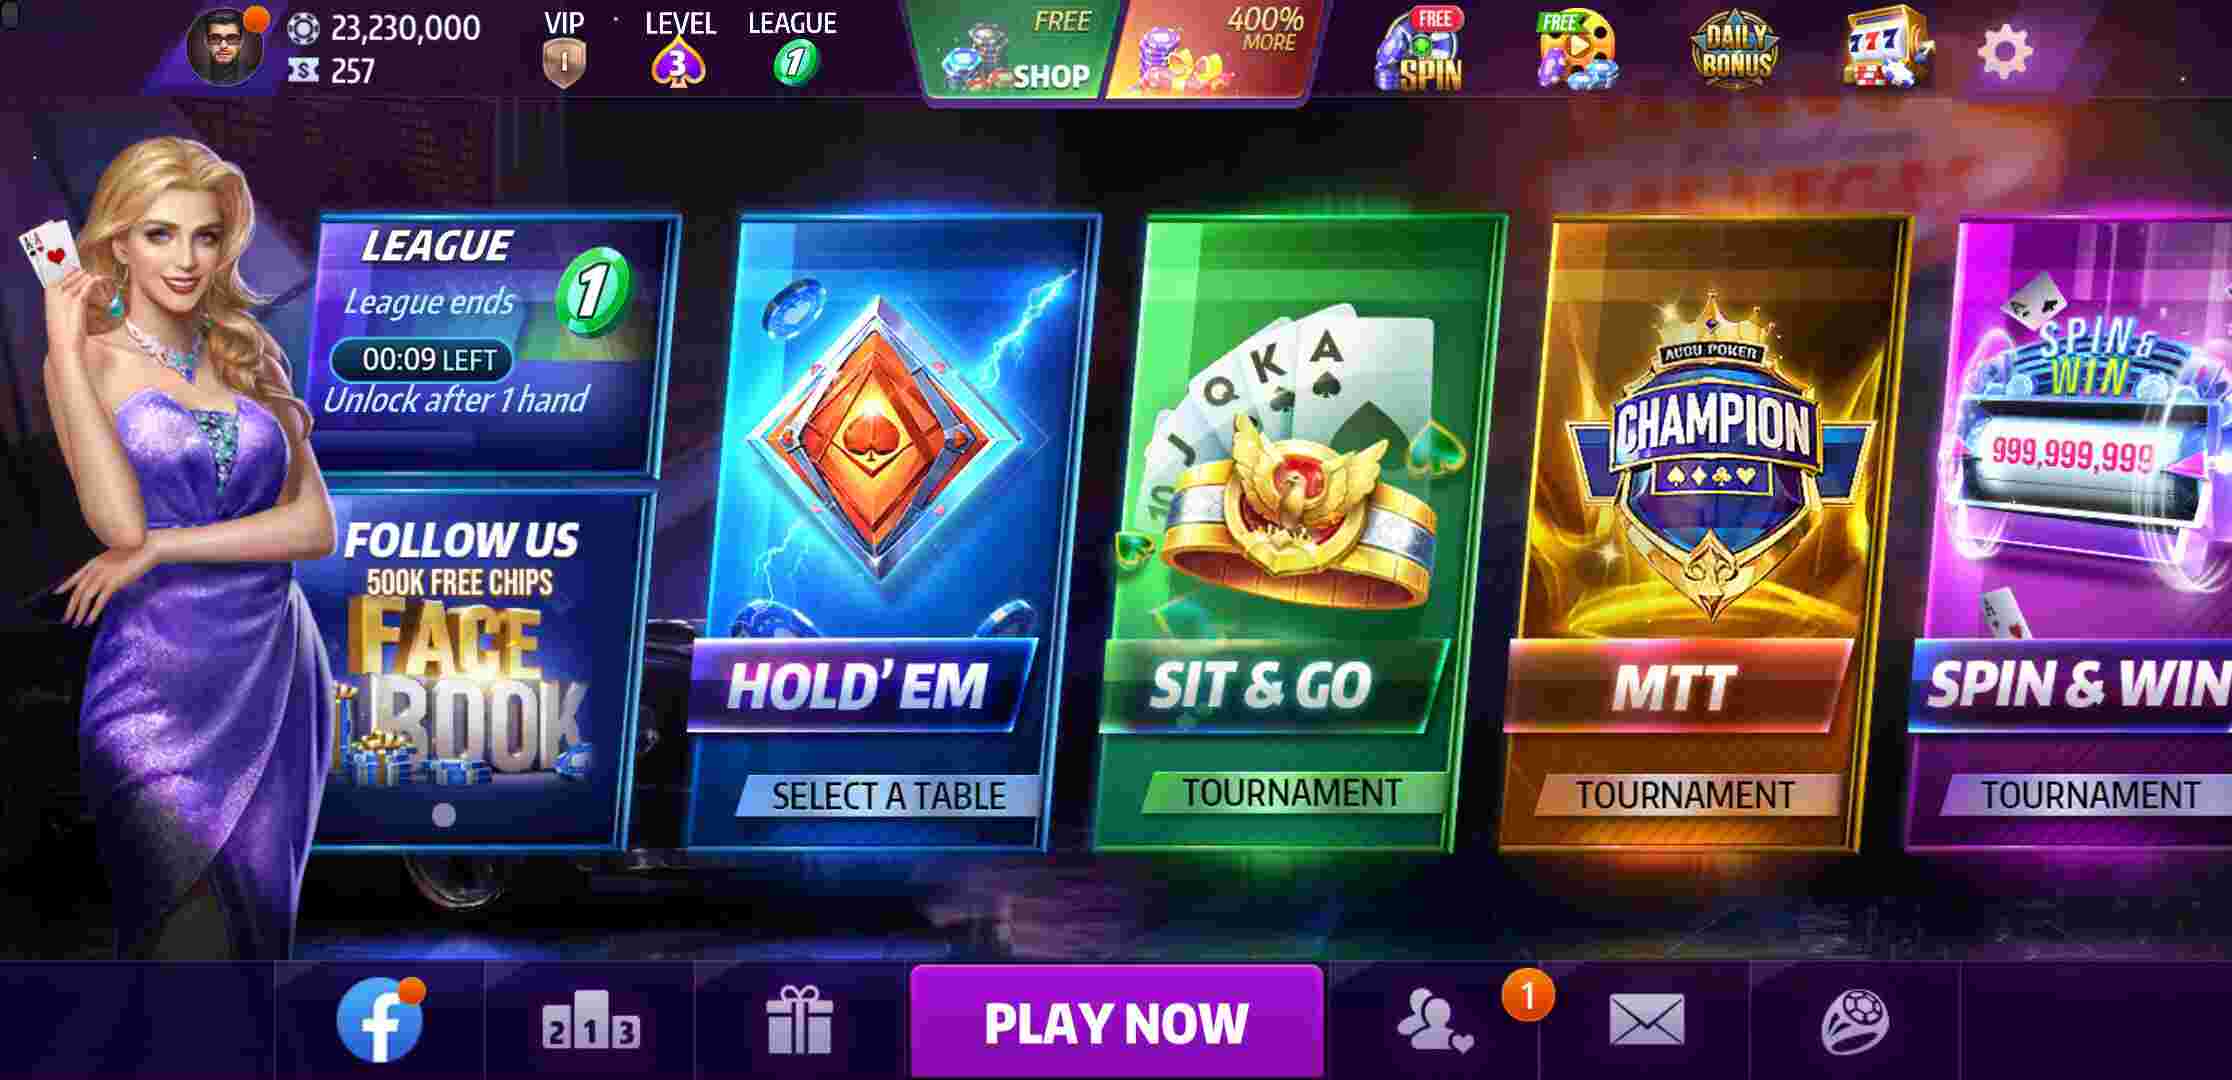 23,230,000
257
VIP
1
LEVEL
3
LEAGUE
1
FREE
SHOP
400%
MORE
FREE
SPIN
FREE
DAILY
BONUS
777
LEAGUE
League ends
00:09 LEFT
Unlock after 1 hand
1
FOLLOW US
500K FREE CHIPS
FACE
BOOK
HOLD'EM
SELECT A TABLE
10 J Q K A
SIT & GO
TOURNAMENT
CHAMPION
MTT
TOURNAMENT
SPIN &
WIN
999,999,999
SPIN & WIN
TOURNAMENT
f
2 1 3
PLAY NOW
1